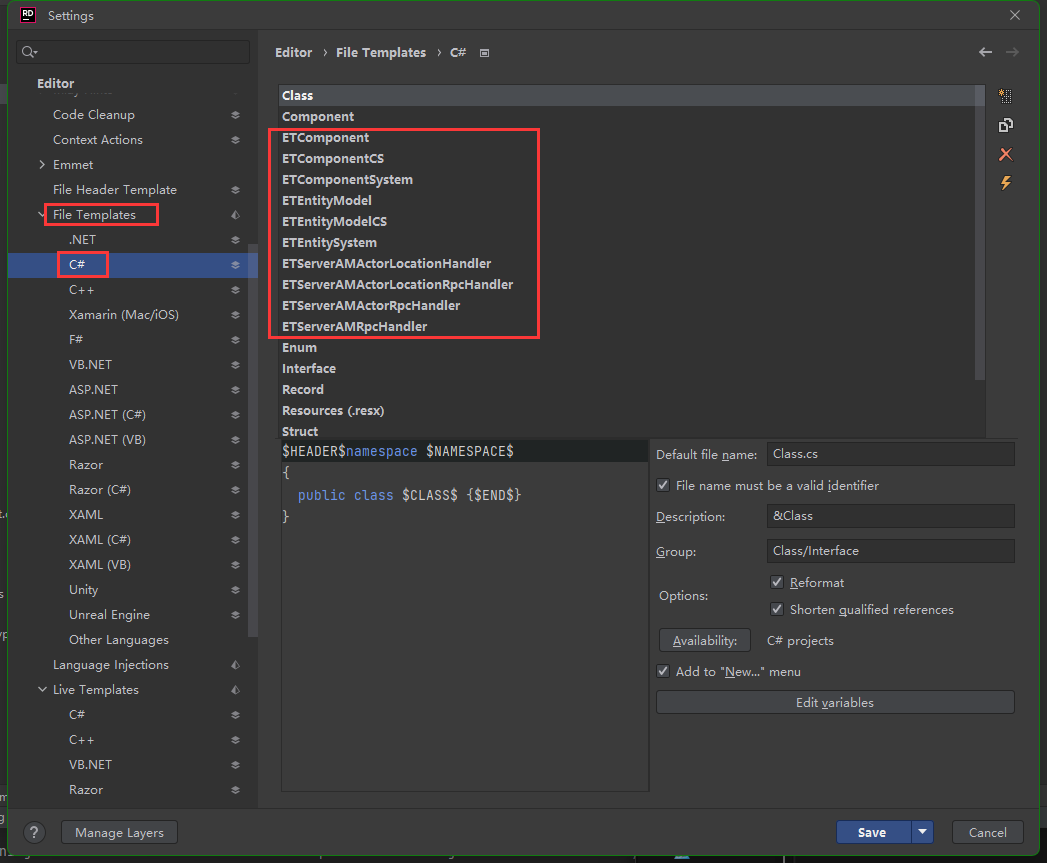 RD Settings
Editor › File Templates › C#
Editor
Code Cleanup
Context Actions
Emmet
File Header Template
File Templates
.NET
C#
C++
Xamarin (Mac/iOS)
F#
VB.NET
ASP.NET
ASP.NET (C#)
ASP.NET (VB)
Razor
Razor (C#)
XAML
XAML (C#)
XAML (VB)
Unity
Unreal Engine
Other Languages
Language Injections
Live Templates
C#
C++
VB.NET
Razor
Class
Component
ETComponent
ETComponentCS
ETComponentSystem
ETEntityModel
ETEntityModelCS
ETEntitySystem
ETServerAMActorLocationHandler
ETServerAMActorLocationRpcHandler
ETServerAMActorRpcHandler
ETServerAMRpcHandler
Enum
Interface
Record
Resources (.resx)
Struct
$HEADER$namespace $NAMESPACE$
{
public class $CLASS$ {$END$}
}
Default file name: Class.cs
File name must be a valid identifier
Description: &Class
Group: Class/Interface
Options:
Reformat
Shorten qualified references
Availability: C# projects
Add to "New..." menu
Edit variables
? Manage Layers
Save
Cancel